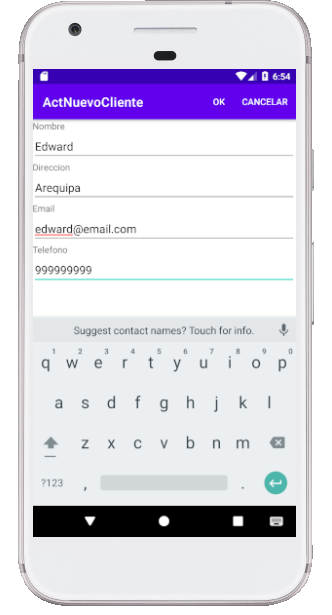 6:54
ActNuevoCliente OK CANCELAR
Nombre
Edward
Direccion
Arequipa
Email
edward@email.com
Telefono
999999999
Suggest contact names? Touch for info.
1 2 3 4 5 6 7 8 9 0
q w e r t y u i o p
a s d f g h j k l
z x c v b n m
?123 , .